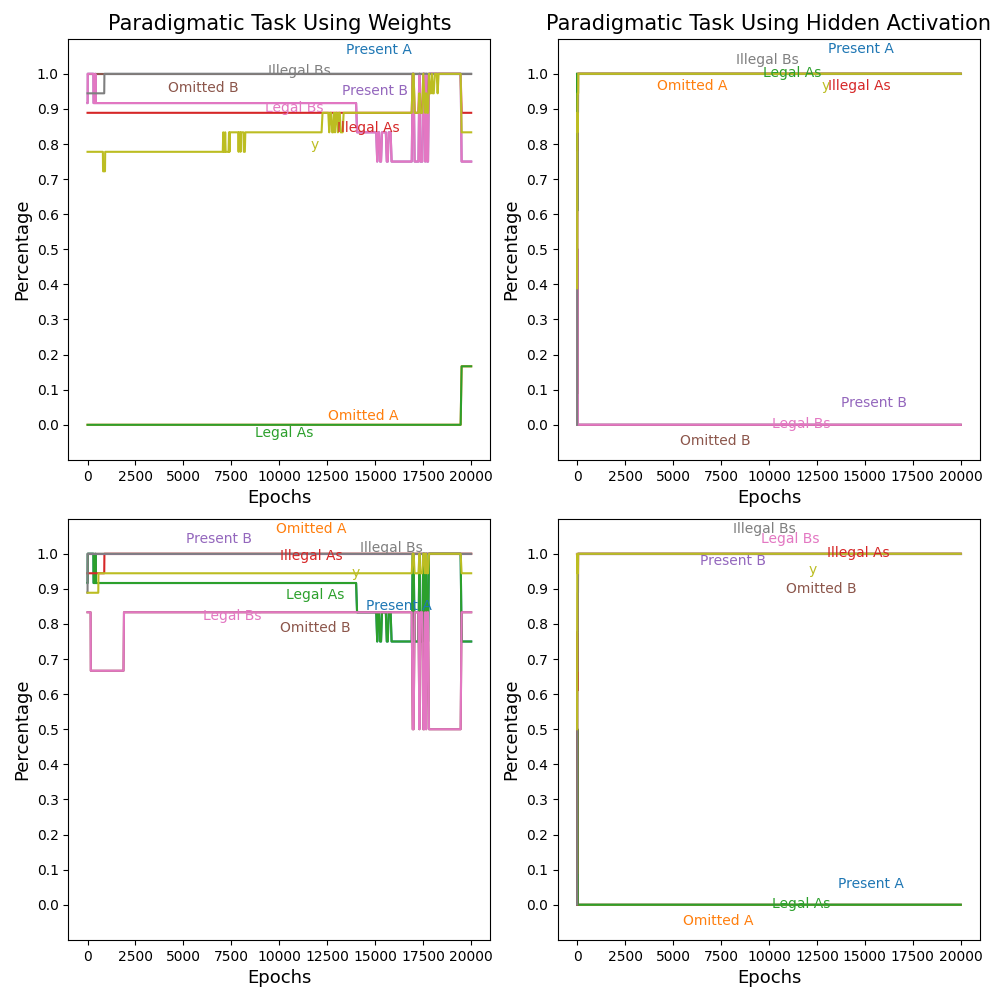 Paradigmatic Task Using Weights
Present A
1.0
Illegal Bs
Omitted B
Present B
0.9
Legal Bs
Illegal As
0.8
y
0.7
0.6
0.5
0.4
0.3
0.2
0.1
Omitted A
0.0
Legal As
Percentage
0 2500 5000 7500 10000 12500 15000 17500 20000
Epochs
Paradigmatic Task Using Hidden Activation
Present A
Illegal Bs
1.0
Legal As
Omitted A
y
Illegal As
0.9
0.8
0.7
0.6
0.5
0.4
0.3
0.2
0.1
Present B
0.0
Legal Bs
Omitted B
Percentage
0 2500 5000 7500 10000 12500 15000 17500 20000
Epochs
Omitted A
Present B
Illegal Bs
1.0
Illegal As
y
0.9
Legal As
Present A
Legal Bs
0.8
Omitted B
0.7
0.6
0.5
0.4
0.3
0.2
0.1
0.0
Percentage
0 2500 5000 7500 10000 12500 15000 17500 20000
Epochs
Illegal Bs
Legal Bs
1.0
Illegal As
Present B
y
0.9
Omitted B
0.8
0.7
0.6
0.5
0.4
0.3
0.2
0.1
Present A
0.0
Legal As
Omitted A
Percentage
0 2500 5000 7500 10000 12500 15000 17500 20000
Epochs